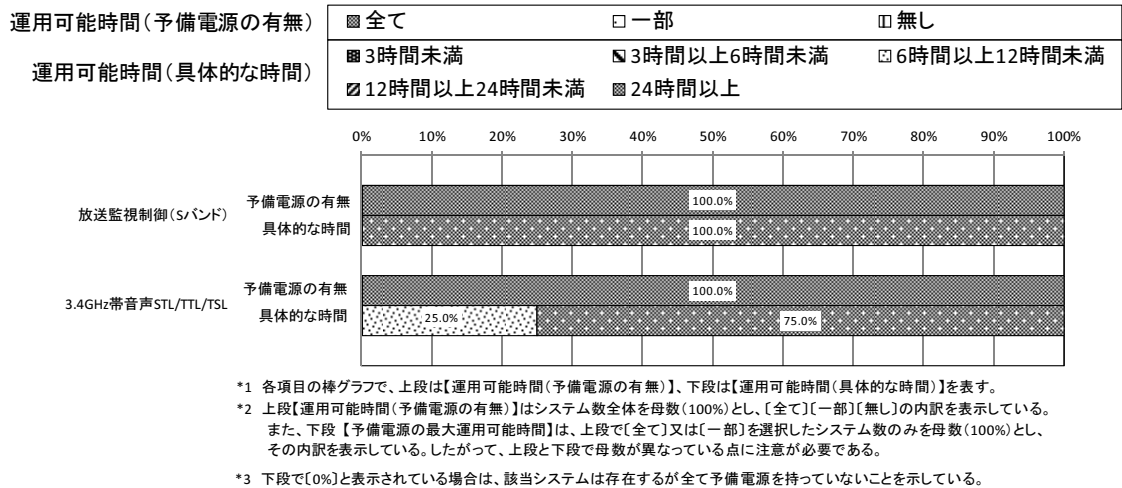 運用可能時間(予備電源の有無)
全て 一部 無し
運用可能時間(具体的な時間)
3時間未満 3時間以上6時間未満 6時間以上12時間未満
12時間以上24時間未満 24時間以上
0% 10% 20% 30% 40% 50% 60% 70% 80% 90% 100%
放送監視制御(Sバンド)
予備電源の有無
100.0%
具体的な時間
100.0%
3.4GHz帯音声STL/TTL/TSL
予備電源の有無
100.0%
具体的な時間
25.0% 75.0%
*1 各項目の棒グラフで、上段は【運用可能時間(予備電源の有無)】、下段は【運用可能時間(具体的な時間)】を表す。
*2 上段【運用可能時間(予備電源の有無)】はシステム数全体を母数(100%)とし、〔全て〕〔一部〕〔無し〕の内訳を表示している。
また、下段 【予備電源の最大運用可能時間】は、上段で〔全て〕又は〔一部〕を選択したシステム数のみを母数(100%)とし、
その内訳を表示している。したがって、上段と下段で母数が異なっている点に注意が必要である。
*3 下段で〔0%〕と表示されている場合は、該当システムは存在するが全て予備電源を持っていないことを示している。